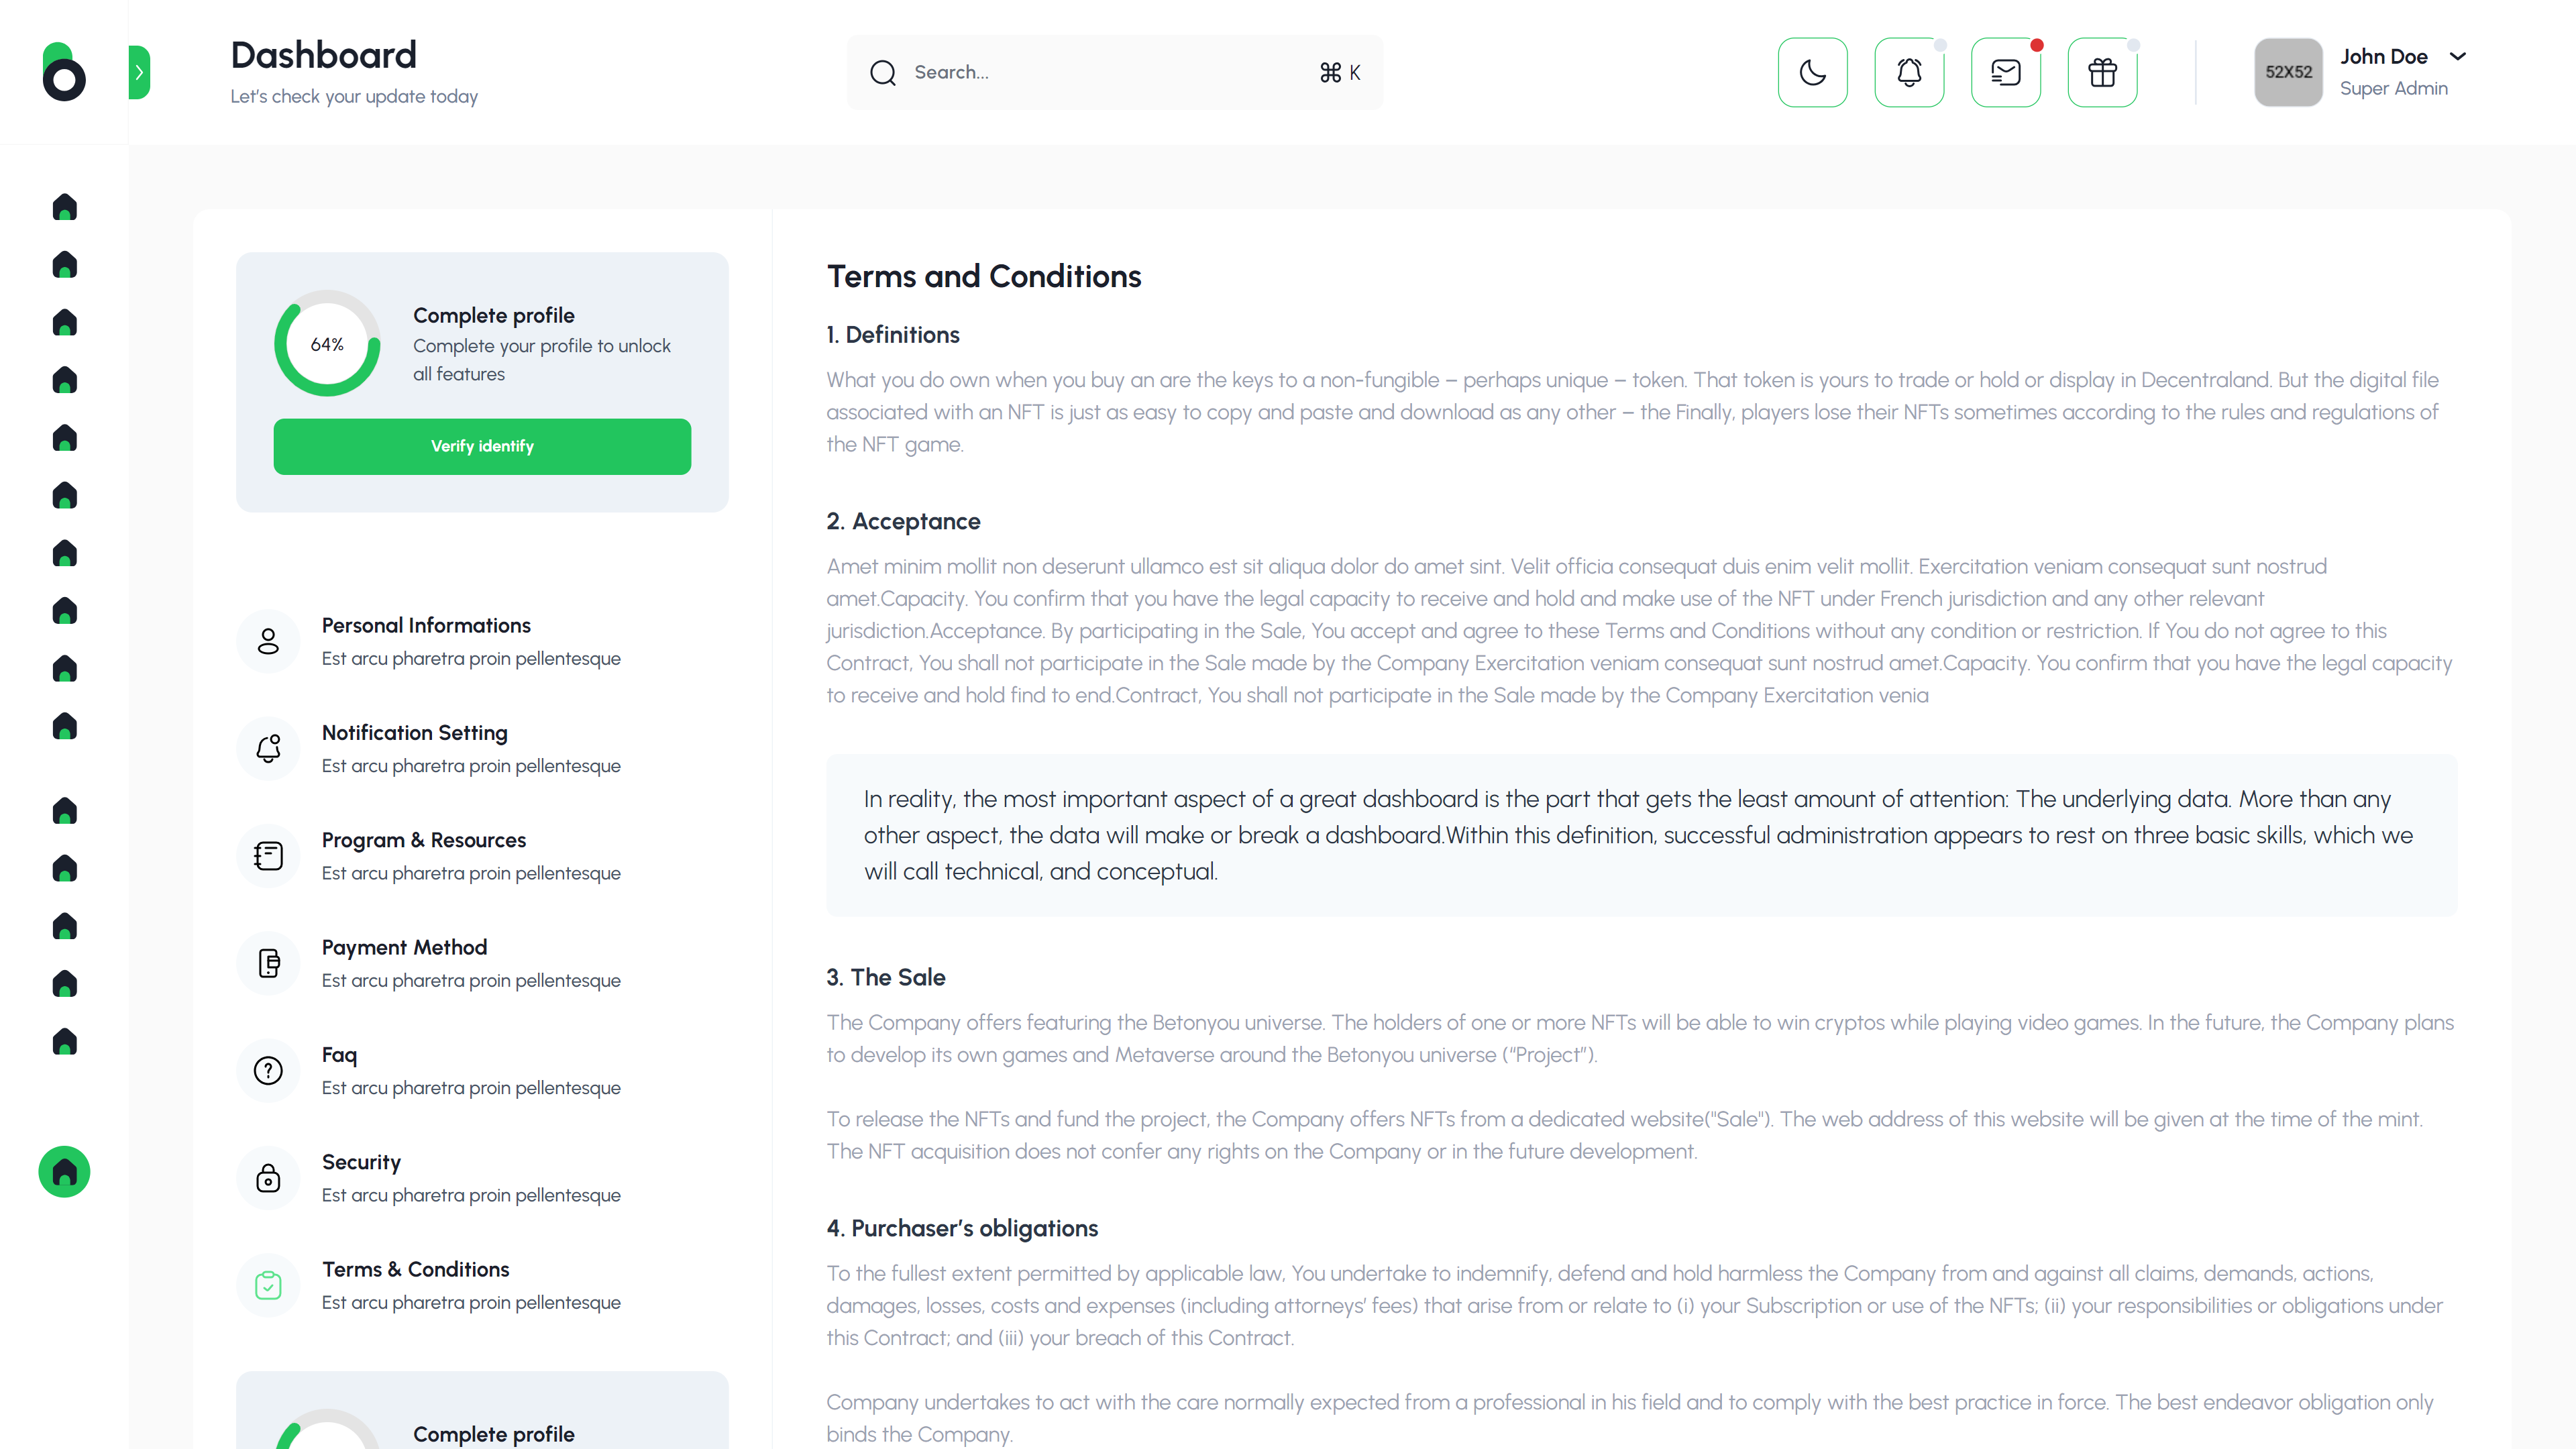 Dashboard
Let's check your update today
Search...
⌘ K
52X52
John Doe
Super Admin
64%
Complete profile
Complete your profile to unlock
all features
Verify identify
Personal Informations
Est arcu pharetra proin pellentesque
Notification Setting
Est arcu pharetra proin pellentesque
Program & Resources
Est arcu pharetra proin pellentesque
Payment Method
Est arcu pharetra proin pellentesque
Faq
Est arcu pharetra proin pellentesque
Security
Est arcu pharetra proin pellentesque
Terms & Conditions
Est arcu pharetra proin pellentesque
Complete profile
Terms and Conditions
1. Definitions
What you do own when you buy an are the keys to a non-fungible – perhaps unique – token. That token is yours to trade or hold or display in Decentraland. But the digital file
associated with an NFT is just as easy to copy and paste and download as any other – the Finally, players lose their NFTs sometimes according to the rules and regulations of
the NFT game.
2. Acceptance
Amet minim mollit non deserunt ullamco est sit aliqua dolor do amet sint. Velit officia consequat duis enim velit mollit. Exercitation veniam consequat sunt nostrud
amet.Capacity. You confirm that you have the legal capacity to receive and hold and make use of the NFT under French jurisdiction and any other relevant
jurisdiction.Acceptance. By participating in the Sale, You accept and agree to these Terms and Conditions without any condition or restriction. If You do not agree to this
Contract, You shall not participate in the Sale made by the Company Exercitation veniam consequat sunt nostrud amet.Capacity. You confirm that you have the legal capacity
to receive and hold find to end.Contract, You shall not participate in the Sale made by the Company Exercitation venia
In reality, the most important aspect of a great dashboard is the part that gets the least amount of attention: The underlying data. More than any
other aspect, the data will make or break a dashboard.Within this definition, successful administration appears to rest on three basic skills, which we
will call technical, and conceptual.
3. The Sale
The Company offers featuring the Betonyou universe. The holders of one or more NFTs will be able to win cryptos while playing video games. In the future, the Company plans
to develop its own games and Metaverse around the Betonyou universe (“Project”).
To release the NFTs and fund the project, the Company offers NFTs from a dedicated website("Sale"). The web address of this website will be given at the time of the mint.
The NFT acquisition does not confer any rights on the Company or in the future development.
4. Purchaser's obligations
To the fullest extent permitted by applicable law, You undertake to indemnify, defend and hold harmless the Company from and against all claims, demands, actions,
damages, losses, costs and expenses (including attorneys' fees) that arise from or relate to (i) your Subscription or use of the NFTs; (ii) your responsibilities or obligations under
this Contract; and (iii) your breach of this Contract.
Company undertakes to act with the care normally expected from a professional in his field and to comply with the best practice in force. The best endeavor obligation only
binds the Company.